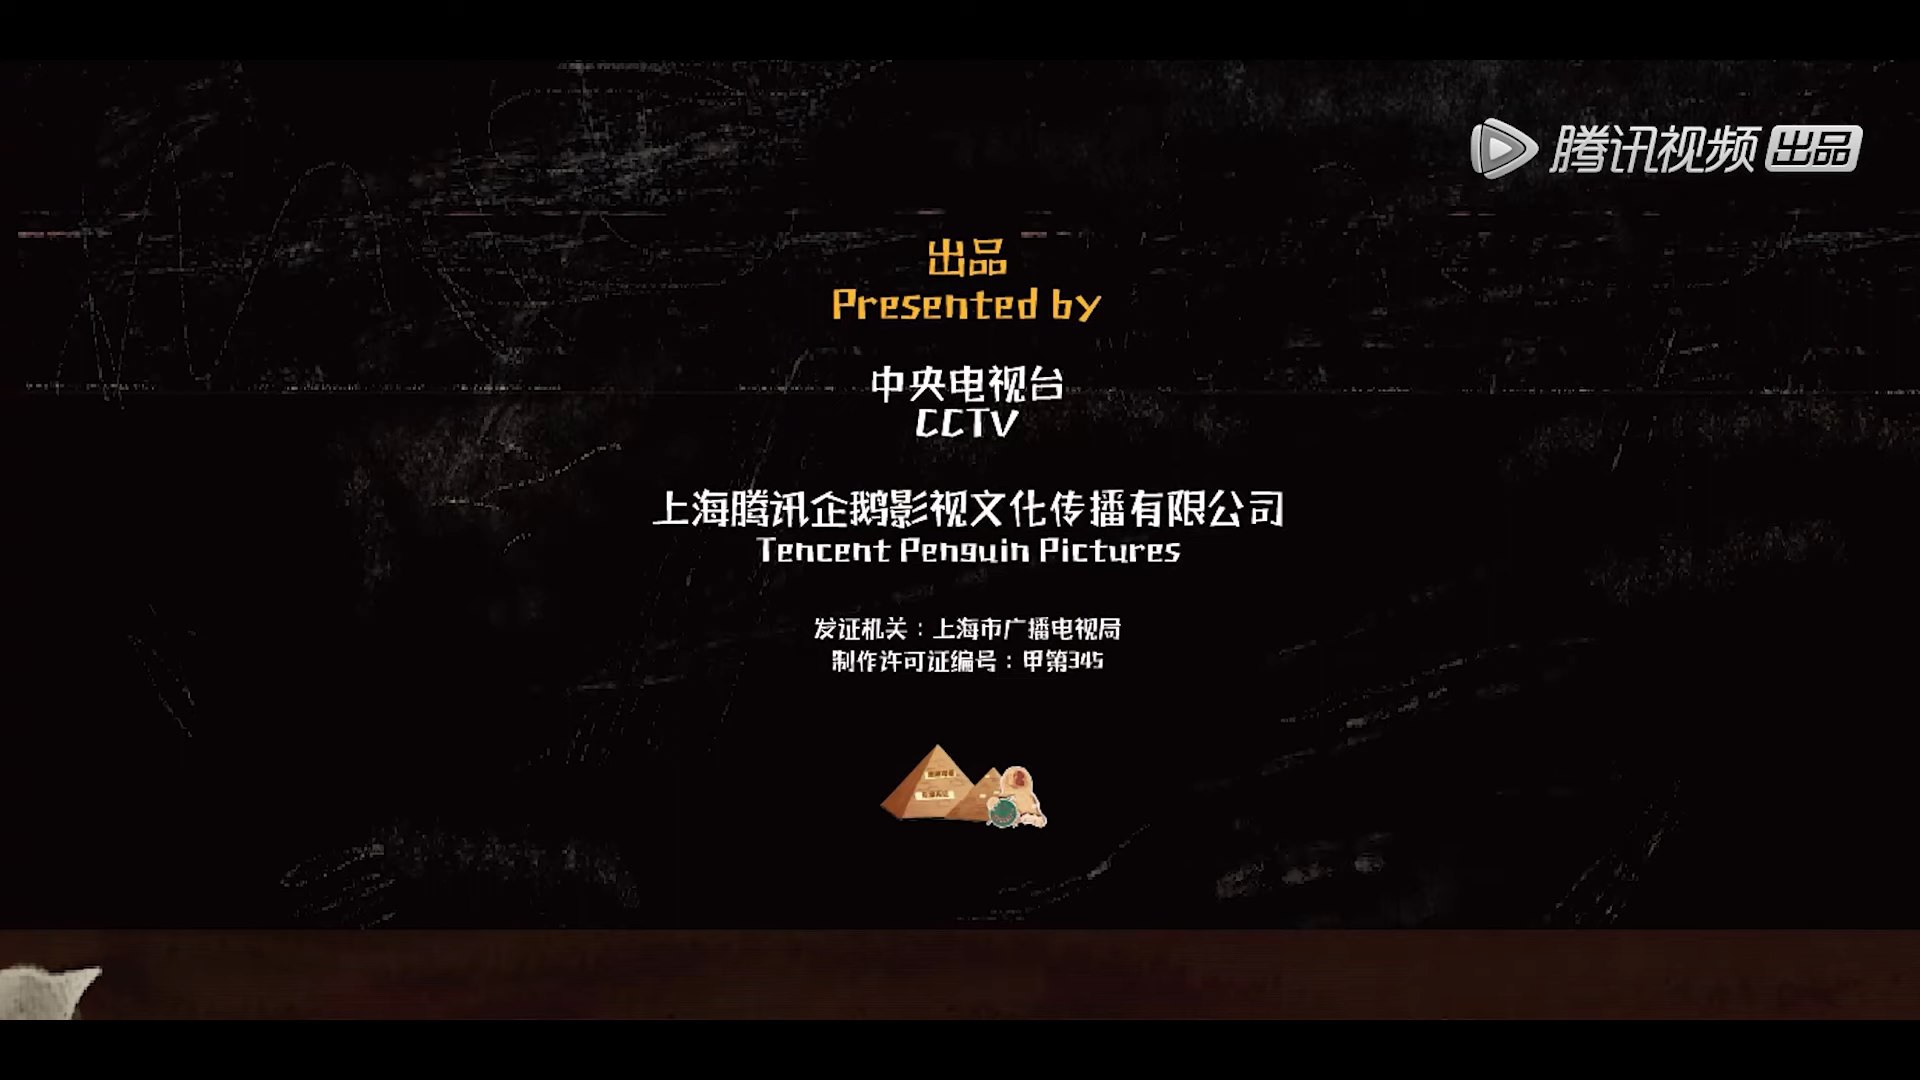 腾讯视频 出品
出品
Presented by
中央电视台
CCTV
上海腾讯企鹅影视文化传播有限公司
Tencent Penguin Pictures
发证机关：上海市广播电视局
制作许可证编号：甲第345